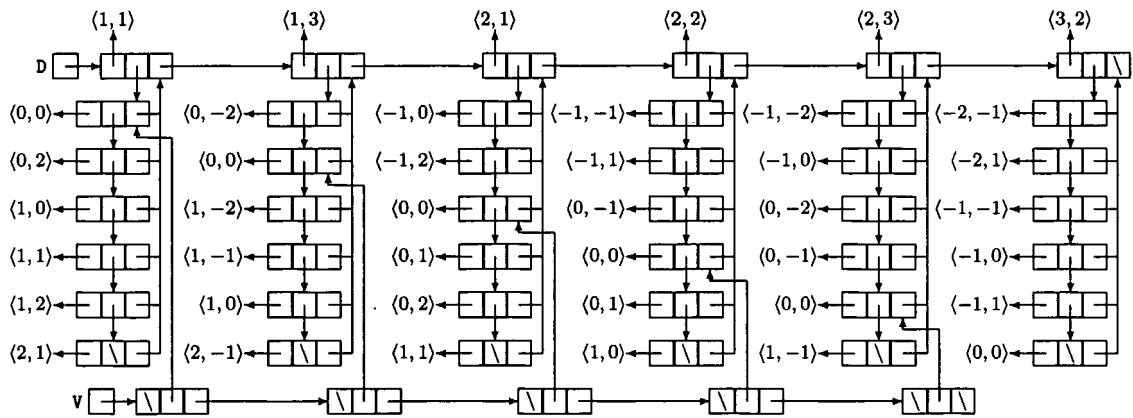 ⟨1, 1⟩ ⟨1, 3⟩ ⟨2, 1⟩ ⟨2, 2⟩ ⟨2, 3⟩ ⟨3, 2⟩
D \
⟨0, 0⟩ ⟨0, −2⟩ ⟨−1, 0⟩ ⟨−1, −1⟩ ⟨−1, −2⟩ ⟨−2, −1⟩
⟨0, 2⟩ ⟨0, 0⟩ ⟨−1, 2⟩ ⟨−1, 1⟩ ⟨−1, 0⟩ ⟨−2, 1⟩
⟨1, 0⟩ ⟨1, −2⟩ ⟨0, 0⟩ ⟨0, −1⟩ ⟨0, −2⟩ ⟨−1, −1⟩
⟨1, 1⟩ ⟨1, −1⟩ ⟨0, 1⟩ ⟨0, 0⟩ ⟨0, −1⟩ ⟨−1, 0⟩
⟨1, 2⟩ ⟨1, 0⟩ ⟨0, 2⟩ ⟨0, 1⟩ ⟨0, 0⟩ ⟨−1, 1⟩
⟨2, 1⟩ \ ⟨2, −1⟩ \ ⟨1, 1⟩ \ ⟨1, 0⟩ \ ⟨1, −1⟩ \ ⟨0, 0⟩ \
V \ \ \ \ \ \